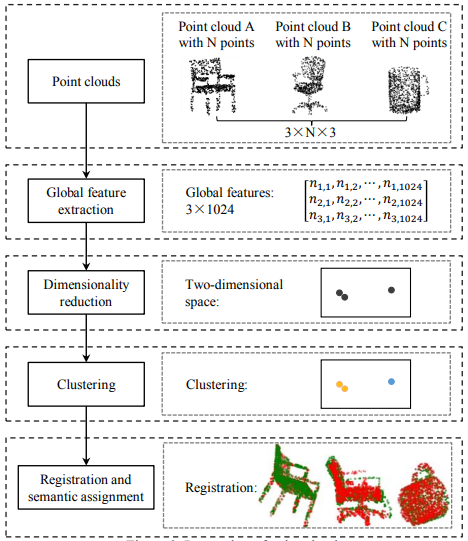 Point cloud A
with N points
Point cloud B
with N points
Point cloud C
with N points
Point clouds
3×N×3
Global feature
extraction
Global features:
3×1024
[n1,1, n1,2, ⋯, n1,1024
n2,1, n2,2, ⋯, n2,1024
n3,1, n3,2, ⋯, n3,1024]
Dimensionality
reduction
Two-dimensional
space:
Clustering
Clustering:
Registration and
semantic assignment
Registration: